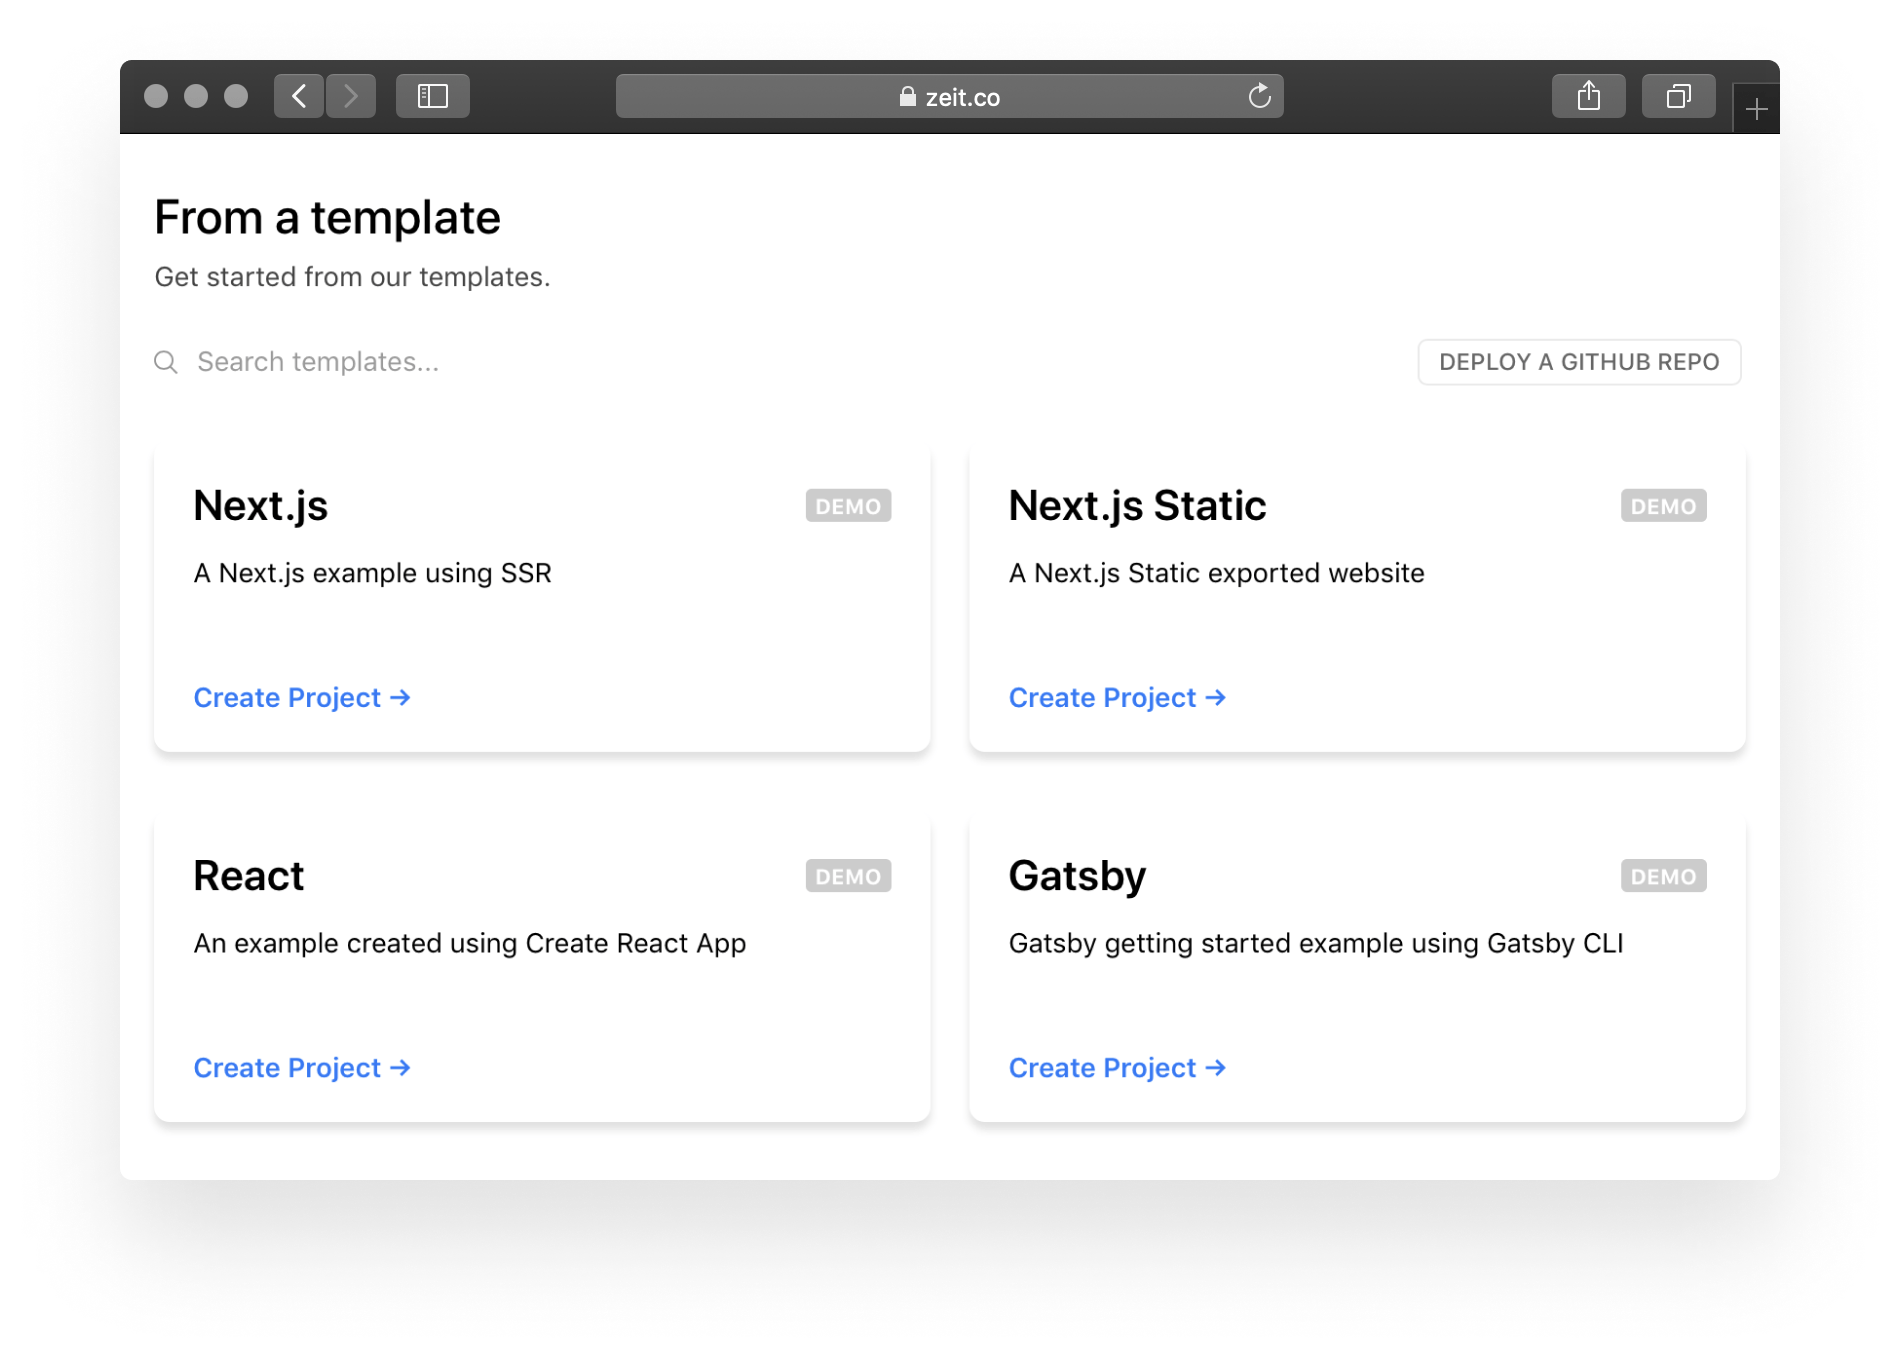 zeit.co
From a template
Get started from our templates.
Search templates...
DEPLOY A GITHUB REPO
Next.js
DEMO
A Next.js example using SSR
Create Project →
Next.js Static
DEMO
A Next.js Static exported website
Create Project →
React
DEMO
An example created using Create React App
Create Project →
Gatsby
DEMO
Gatsby getting started example using Gatsby CLI
Create Project →